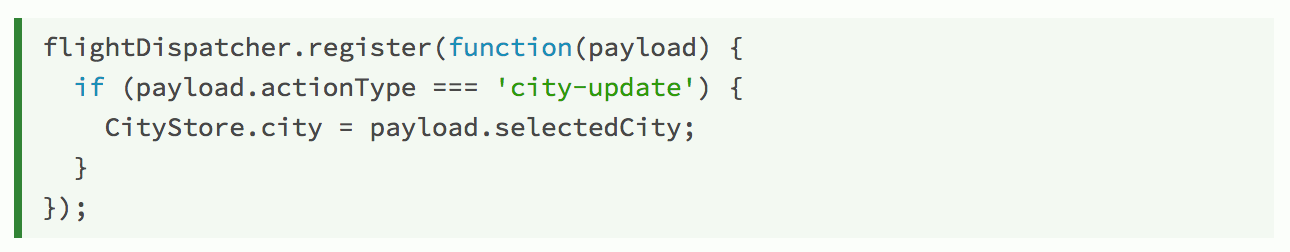 flightDispatcher.register(function(payload) {
  if (payload.actionType === 'city-update') {
    CityStore.city = payload.selectedCity;
  }
});